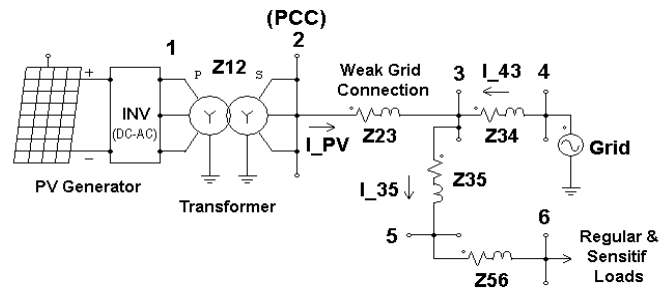 (PCC)
1
Z12
2
P
S
+
INV
(DC-AC)
Y
Y
–
PV Generator
Transformer
I_PV
Weak Grid
Connection
Z23
3
I_43
4
Z34
Grid
I_35
Z35
5
6
Z56
Regular &
Sensitif
Loads